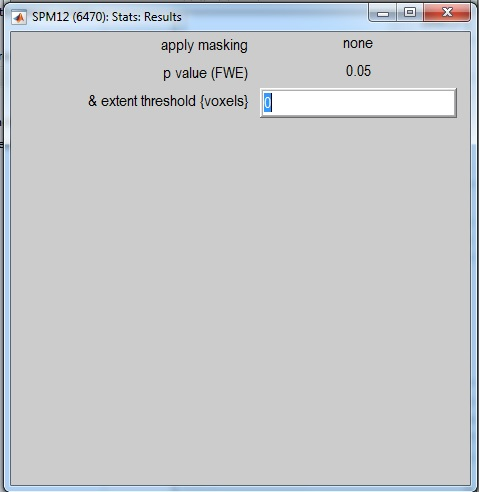 SPM12 (6470): Stats: Results
apply masking none
p value (FWE) 0.05
& extent threshold {voxels} 0